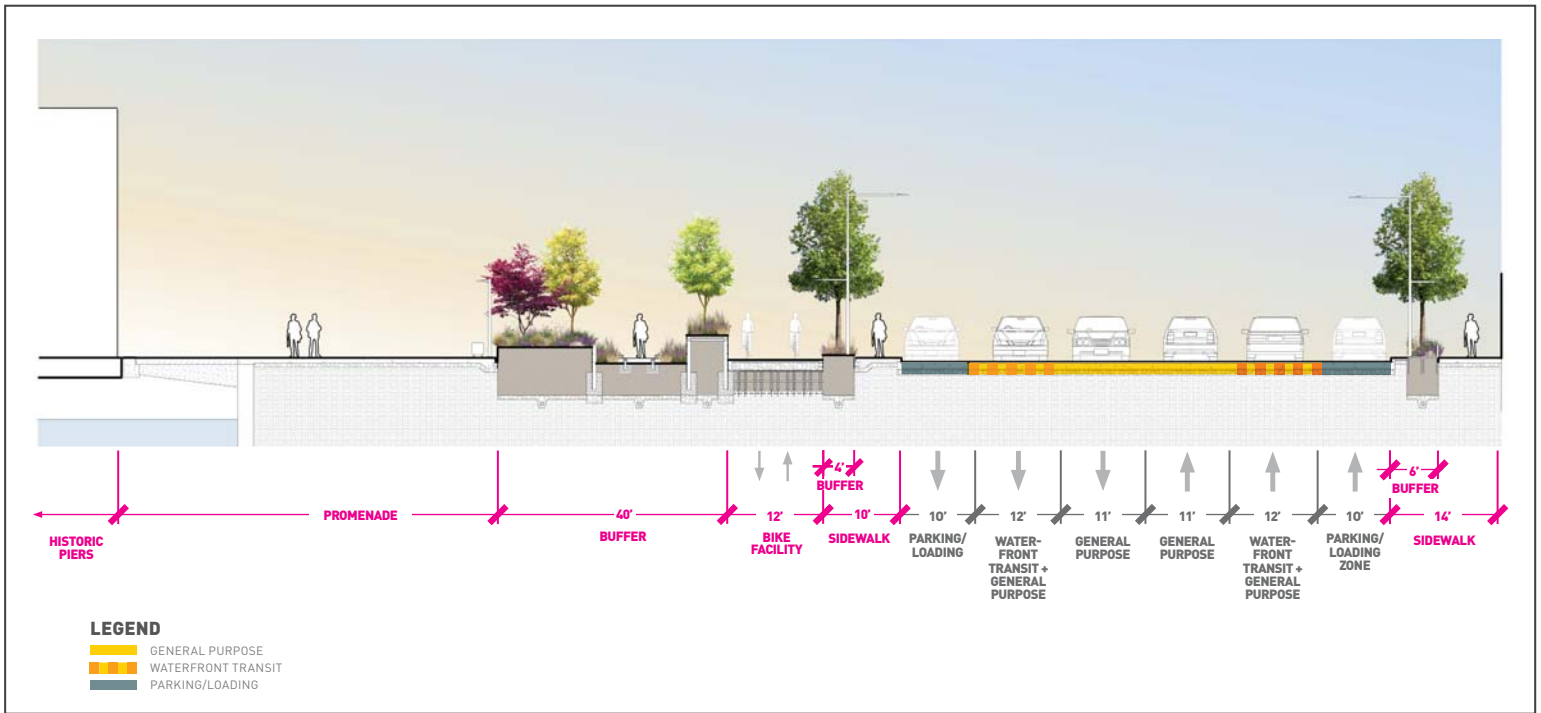 4'
BUFFER
6'
BUFFER
HISTORIC
PIERS
PROMENADE
40'
BUFFER
12'
BIKE
FACILITY
10'
SIDEWALK
10'
PARKING/
LOADING
12'
WATER-
FRONT
TRANSIT +
GENERAL
PURPOSE
11'
GENERAL
PURPOSE
11'
GENERAL
PURPOSE
12'
WATER-
FRONT
TRANSIT +
GENERAL
PURPOSE
10'
PARKING/
LOADING
ZONE
14'
SIDEWALK
LEGEND
GENERAL PURPOSE
WATERFRONT TRANSIT
PARKING/LOADING